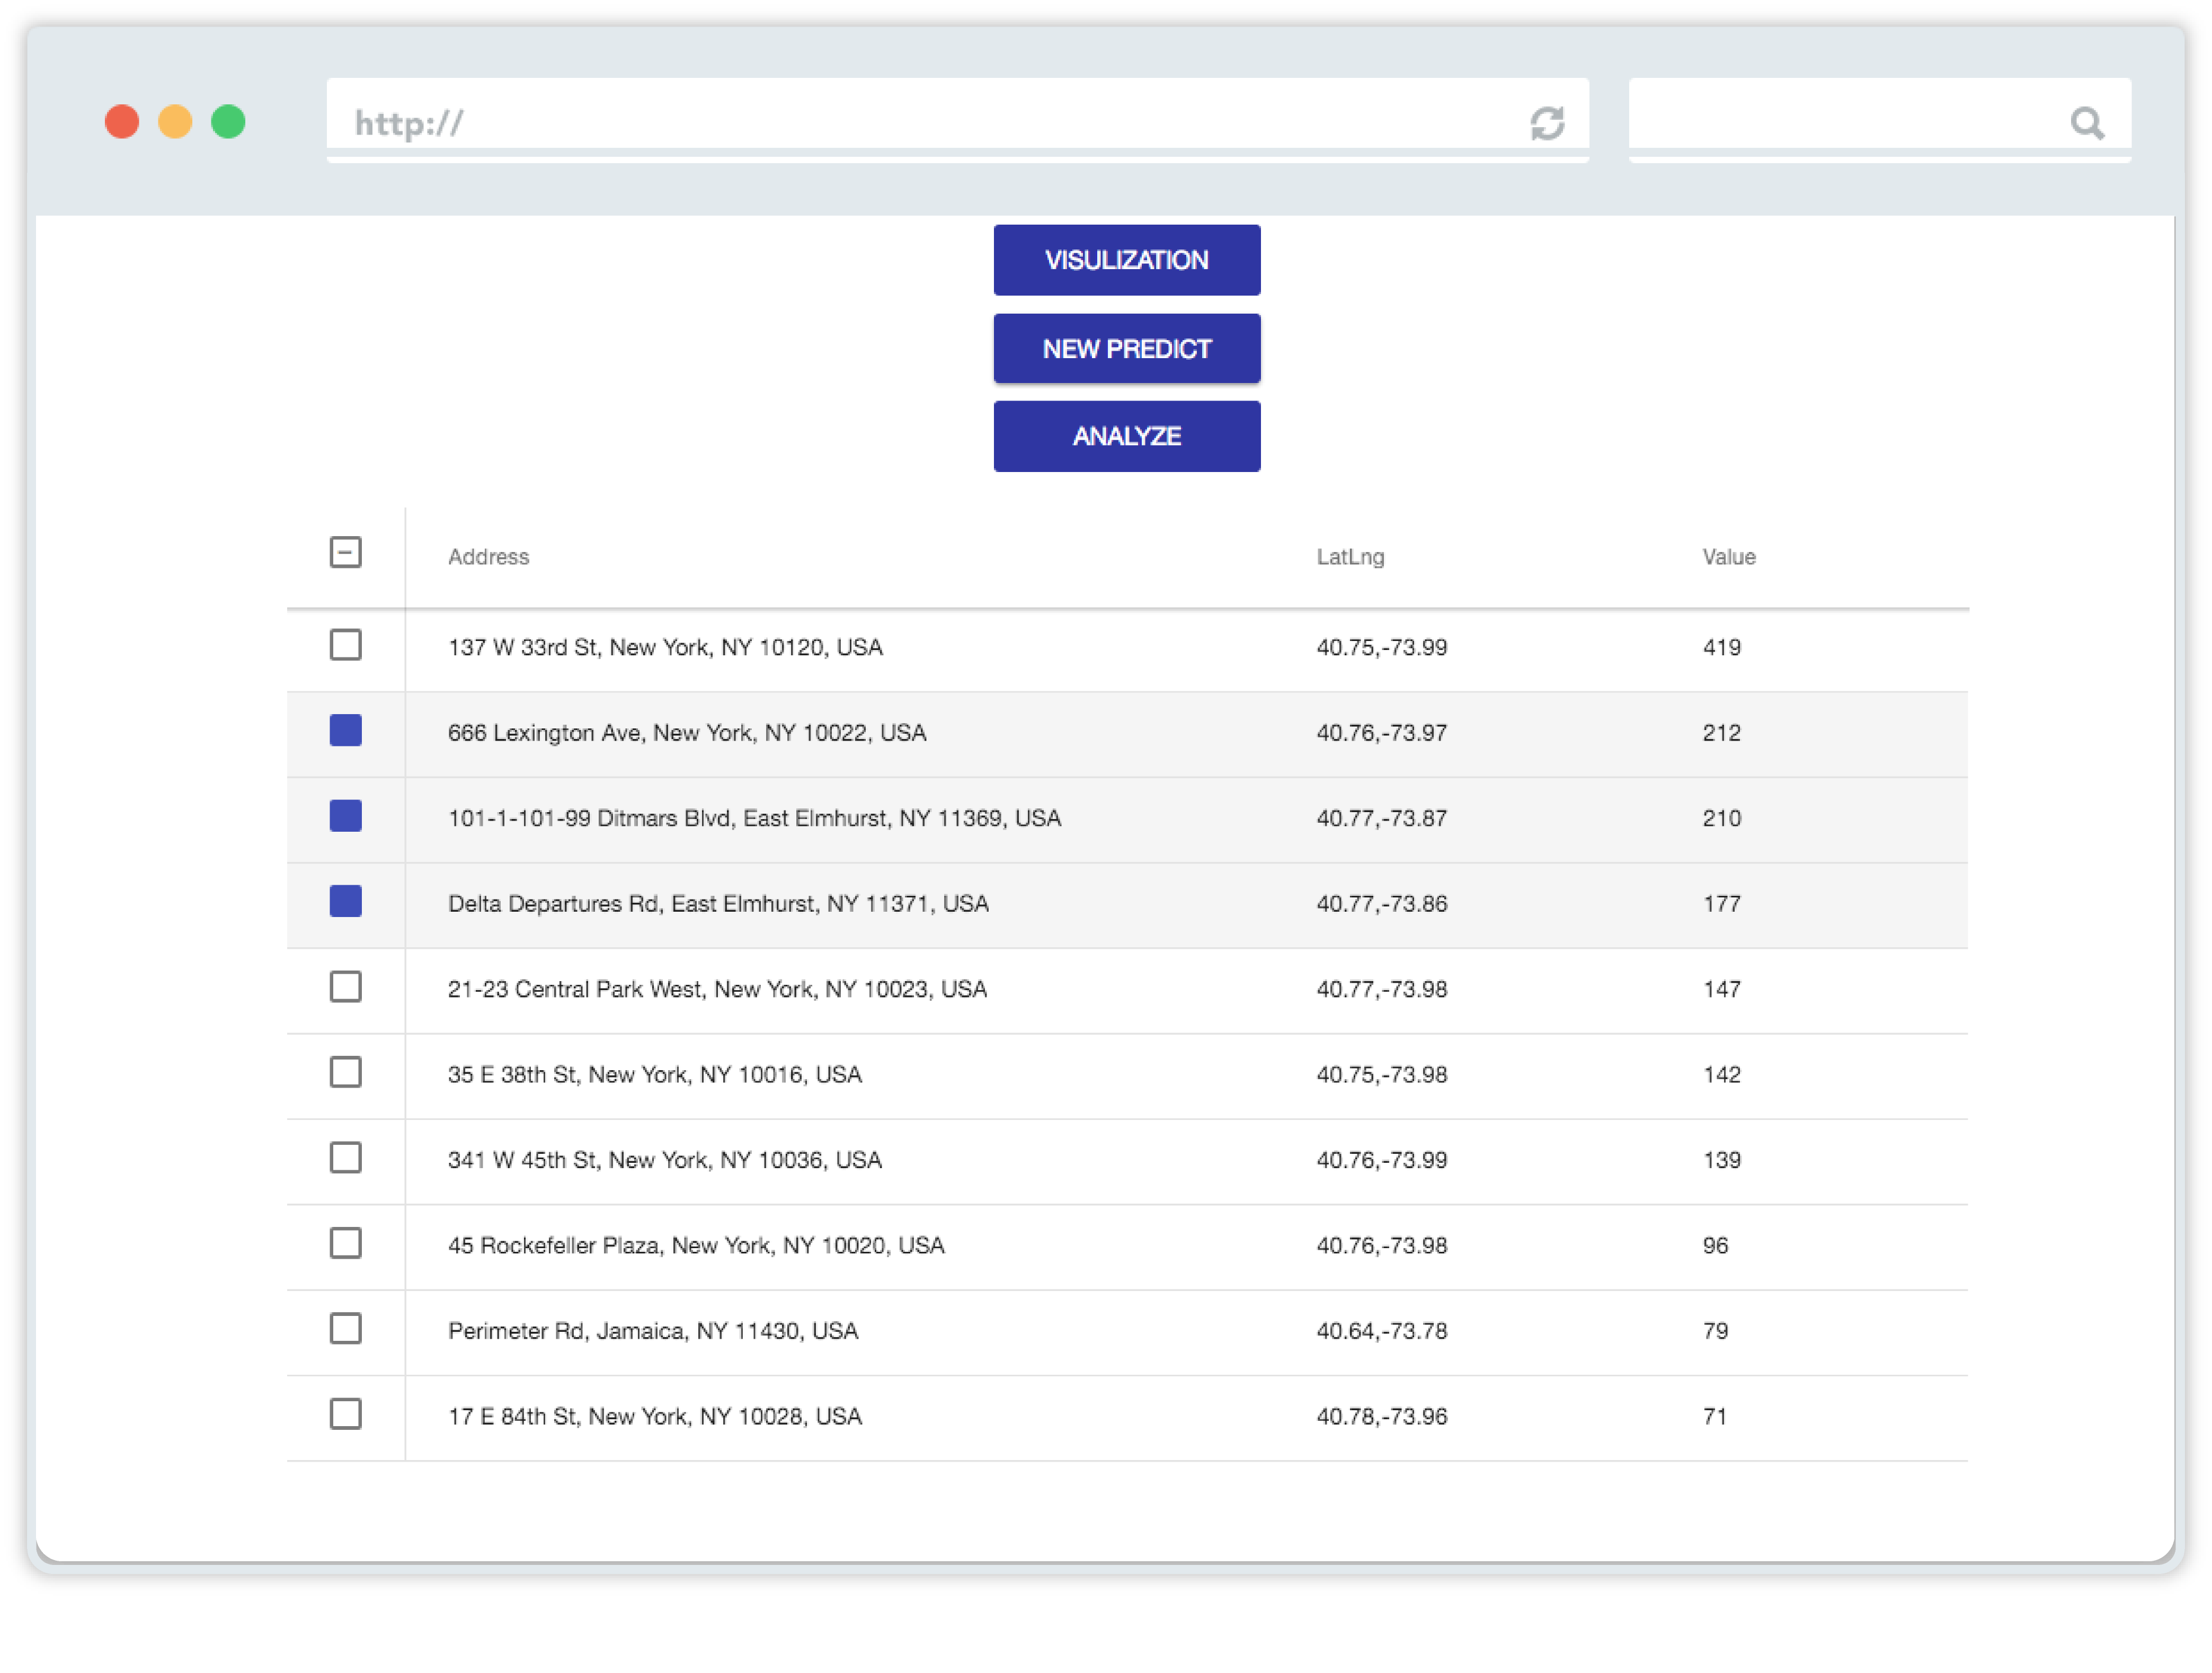 http://
VISULIZATION
NEW PREDICT
ANALYZE
Address LatLng Value
137 W 33rd St, New York, NY 10120, USA 40.75,-73.99 419
666 Lexington Ave, New York, NY 10022, USA 40.76,-73.97 212
101-1-101-99 Ditmars Blvd, East Elmhurst, NY 11369, USA 40.77,-73.87 210
Delta Departures Rd, East Elmhurst, NY 11371, USA 40.77,-73.86 177
21-23 Central Park West, New York, NY 10023, USA 40.77,-73.98 147
35 E 38th St, New York, NY 10016, USA 40.75,-73.98 142
341 W 45th St, New York, NY 10036, USA 40.76,-73.99 139
45 Rockefeller Plaza, New York, NY 10020, USA 40.76,-73.98 96
Perimeter Rd, Jamaica, NY 11430, USA 40.64,-73.78 79
17 E 84th St, New York, NY 10028, USA 40.78,-73.96 71